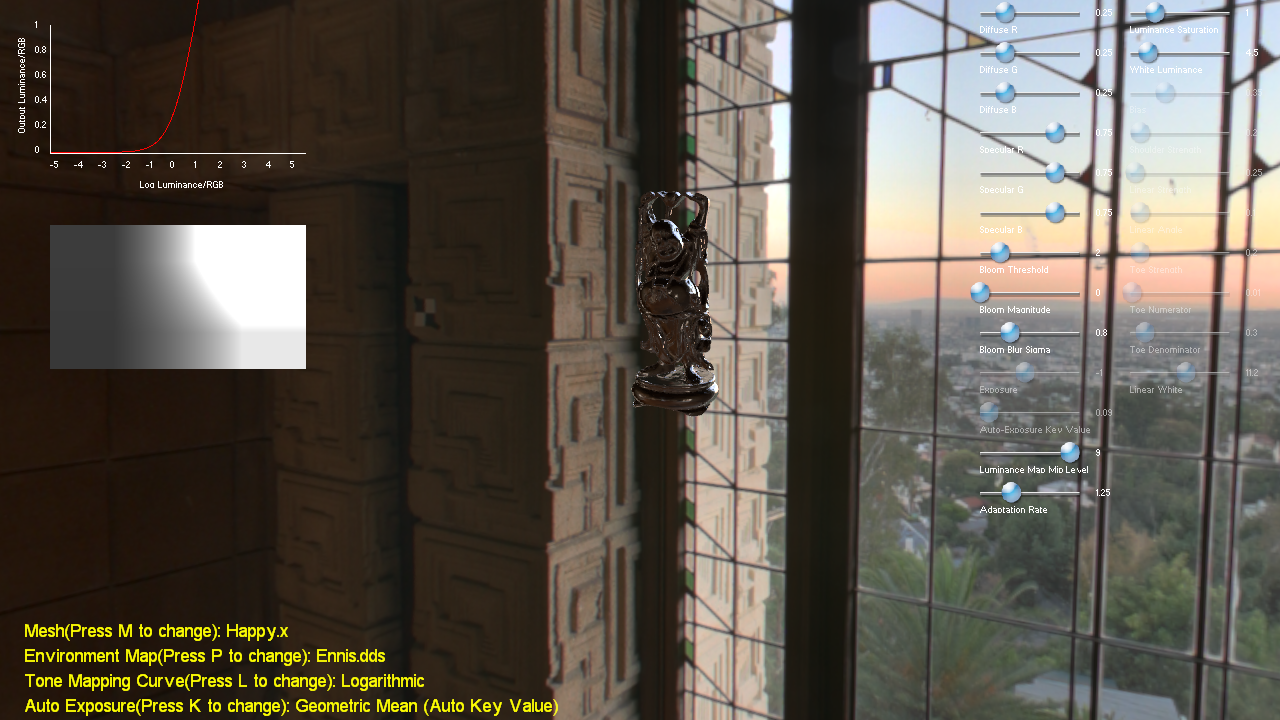 1
0.8
0.6
0.4
0.2
0
Output Luminance/RGB
-5 -4 -3 -2 -1 0 1 2 3 4 5
Log Luminance/RGB
Diffuse R 0.25
Diffuse G 0.25
Diffuse B 0.25
Specular R 0.75
Specular G 0.75
Specular B 0.75
Bloom Threshold 2
Bloom Magnitude 0
Bloom Blur Sigma 0.8
Exposure -1
Auto-Exposure Key Value 0.09
Luminance Map Mip Level 9
Adaptation Rate 1.25
Luminance Saturation 1
White Luminance 4.5
Toe Strength 0.2
Toe Numerator 0.01
Toe Denominator 0.3
Linear White 11.2
Mesh(Press M to change): Happy.x
Environment Map(Press P to change): Ennis.dds
Tone Mapping Curve(Press L to change): Logarithmic
Auto Exposure(Press K to change): Geometric Mean (Auto Key Value)